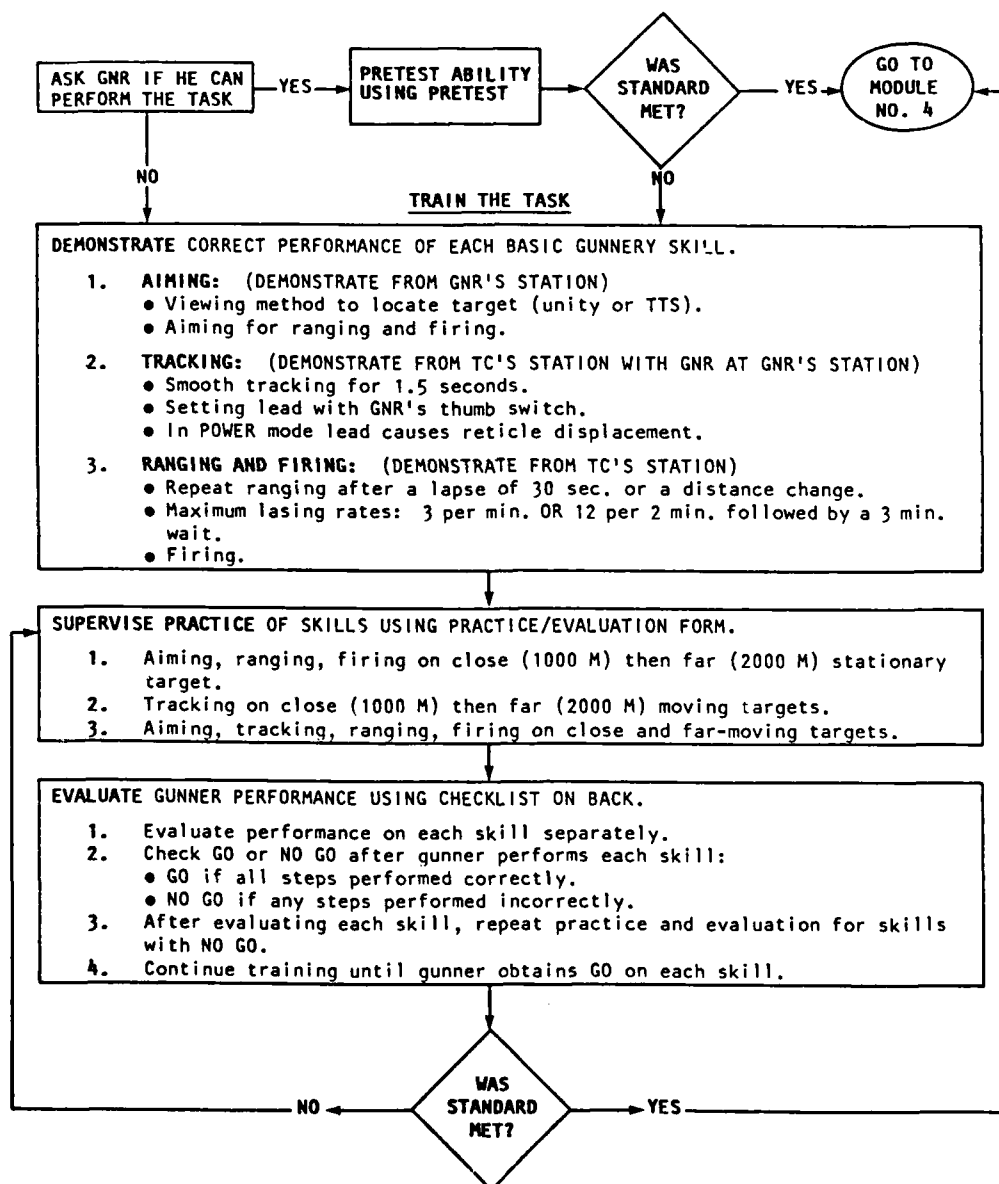 ASK GNR IF HE CAN
PERFORM THE TASK
YES
PRETEST ABILITY
USING PRETEST
WAS
STANDARD
MET?
YES
GO TO
MODULE
NO. 4
NO
NO
TRAIN THE TASK
DEMONSTRATE CORRECT PERFORMANCE OF EACH BASIC GUNNERY SKILL.
1. AIMING: (DEMONSTRATE FROM GNR'S STATION)
• Viewing method to locate target (unity or TTS).
• Aiming for ranging and firing.
2. TRACKING: (DEMONSTRATE FROM TC'S STATION WITH GNR AT GNR'S STATION)
• Smooth tracking for 1.5 seconds.
• Setting lead with GNR's thumb switch.
• In POWER mode lead causes reticle displacement.
3. RANGING AND FIRING: (DEMONSTRATE FROM TC'S STATION)
• Repeat ranging after a lapse of 30 sec. or a distance change.
• Maximum lasing rates: 3 per min. OR 12 per 2 min. followed by a 3 min.
wait.
• Firing.
SUPERVISE PRACTICE OF SKILLS USING PRACTICE/EVALUATION FORM.
1. Aiming, ranging, firing on close (1000 M) then far (2000 M) stationary
target.
2. Tracking on close (1000 M) then far (2000 M) moving targets.
3. Aiming, tracking, ranging, firing on close and far-moving targets.
EVALUATE GUNNER PERFORMANCE USING CHECKLIST ON BACK.
1. Evaluate performance on each skill separately.
2. Check GO or NO GO after gunner performs each skill:
• GO if all steps performed correctly.
• NO GO if any steps performed incorrectly.
3. After evaluating each skill, repeat practice and evaluation for skills
with NO GO.
4. Continue training until gunner obtains GO on each skill.
NO
WAS
STANDARD
MET?
YES